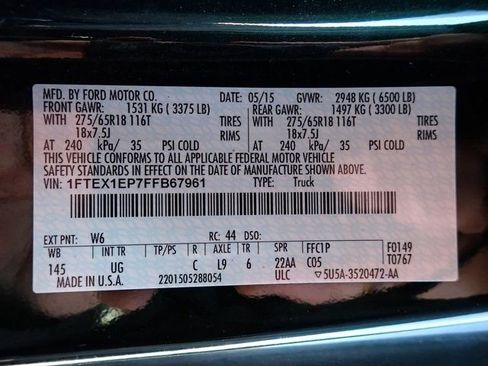 MFD. BY FORD MOTOR CO. DATE: 05/15 GVWR: 2948 KG (6500 LB)
FRONT GAWR: 1531 KG (3375 LB) REAR GAWR: 1497 KG (3300 LB)
WITH 275/65R18 116T TIRES WITH 275/65R18 116T TIRES
18x7.5J RIMS 18x7.5J RIMS
AT 240 kPa/ 35 PSI COLD AT 240 kPa/ 35 PSI COLD
THIS VEHICLE CONFORMS TO ALL APPLICABLE FEDERAL MOTOR VEHICLE
SAFETY STANDARDS IN EFFECT ON THE DATE OF MANUFACTURE SHOWN ABOVE.
VIN: 1FTEX1EP7FFB67961 TYPE: Truck
EXT PNT: W6 RC: 44 DSO:
WB INT TR TP/PS R AXLE TR SPR FFC1P F0149
145 UG C L9 6 22AA C05 T0767
MADE IN U.S.A. 2201505288054 ULC ▽5U5A-3520472-AA